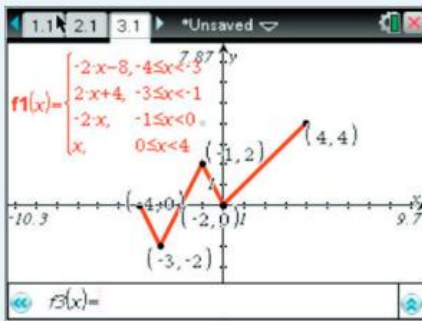 1.1 2.1 3.1 *Unsaved
7.87 y
f1(x)= -2·x-8, -4≤x<-3
2·x+4, -3≤x<-1
-2·x, -1≤x<0
x, 0≤x<4
(-1,2)
(4,4)
1
x
(-4,0)
-10.3 (-2,0) 1 9.7
(-3,-2)
f3(x)=